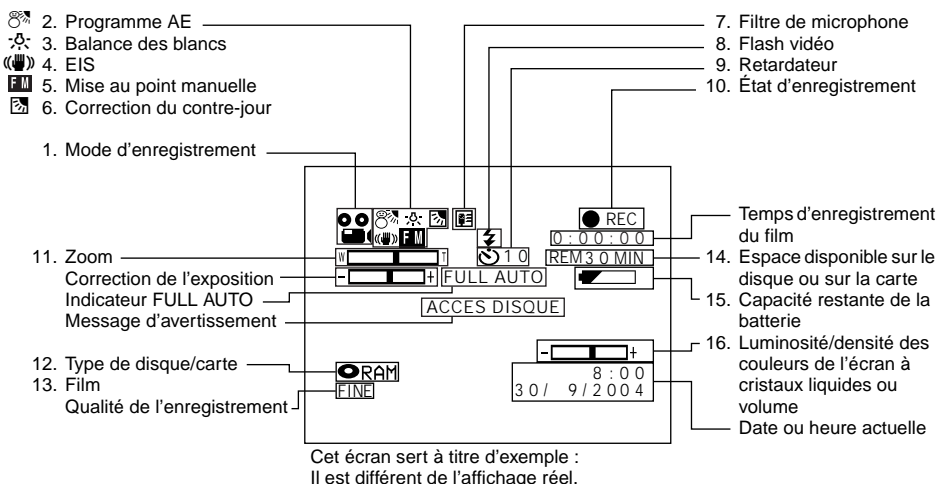 2. Programme AE
3. Balance des blancs
4. EIS
FM 5. Mise au point manuelle
6. Correction du contre-jour
1. Mode d'enregistrement
7. Filtre de microphone
8. Flash vidéo
9. Retardateur
10. État d'enregistrement
FM
REC
0:00:00
10
W T
REM 30 MIN
- + FULL AUTO
ACCES DISQUE
- +
RAM
8:00
FINE
30/ 9/2004
11. Zoom
Correction de l'exposition
Indicateur FULL AUTO
Message d'avertissement
12. Type de disque/carte
13. Film
Qualité de l'enregistrement
Temps d'enregistrement
du film
14. Espace disponible sur le
disque ou sur la carte
15. Capacité restante de la
batterie
16. Luminosité/densité des
couleurs de l'écran à
cristaux liquides ou
volume
Date ou heure actuelle
Cet écran sert à titre d'exemple :
Il est différent de l'affichage réel.